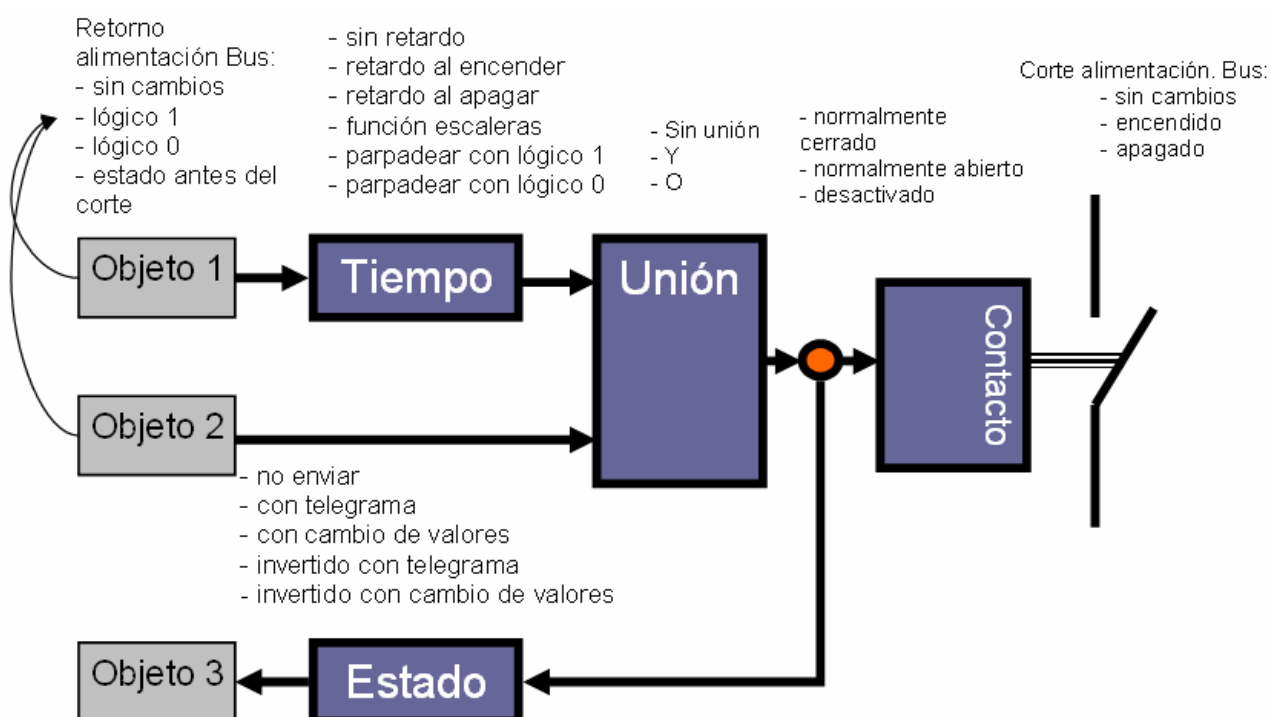 Retorno
alimentación Bus:
- sin cambios
- lógico 1
- lógico 0
- estado antes del
corte
- sin retardo
- retardo al encender
- retardo al apagar
- función escaleras
- parpadear con lógico 1
- parpadear con lógico 0
- Sin unión
- Y
- O
- normalmente
cerrado
- normalmente abierto
- desactivado
Corte alimentación. Bus:
- sin cambios
- encendido
- apagado
Objeto 1
Tiempo
Unión
Contacto
Objeto 2
- no enviar
- con telegrama
- con cambio de valores
- invertido con telegrama
- invertido con cambio de valores
Objeto 3
Estado